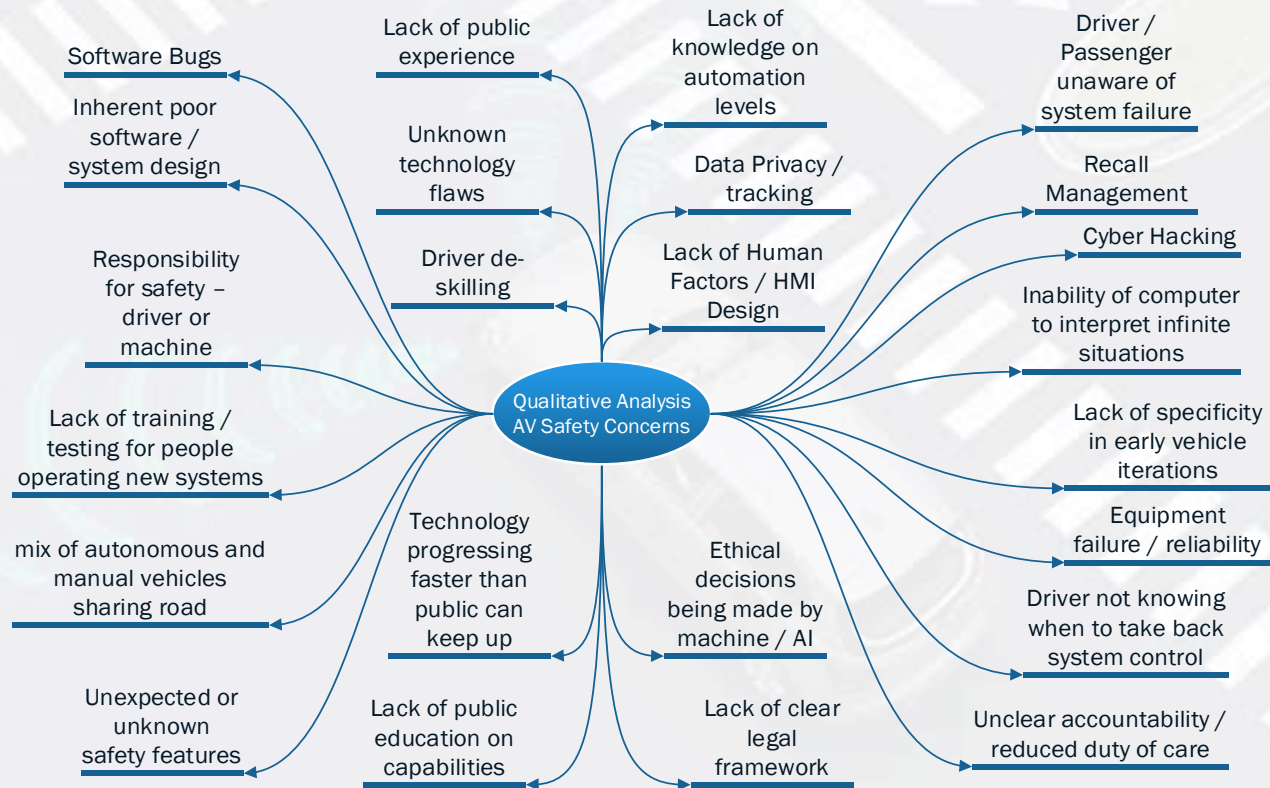 Software Bugs
Inherent poor
software /
system design
Responsibility
for safety –
driver or
machine
Lack of training /
testing for people
operating new systems
mix of autonomous and
manual vehicles
sharing road
Unexpected or
unknown
safety features
Lack of public
experience
Unknown
technology
flaws
Driver de-
skilling
Lack of
knowledge on
automation
levels
Data Privacy /
tracking
Lack of Human
Factors / HMI
Design
Qualitative Analysis
AV Safety Concerns
Technology
progressing
faster than
public can
keep up
Lack of public
education on
capabilities
Ethical
decisions
being made by
machine / AI
Lack of clear
legal
framework
Driver /
Passenger
unaware of
system failure
Recall
Management
Cyber Hacking
Inability of computer
to interpret infinite
situations
Lack of specificity
in early vehicle
iterations
Equipment
failure / reliability
Driver not knowing
when to take back
system control
Unclear accountability /
reduced duty of care